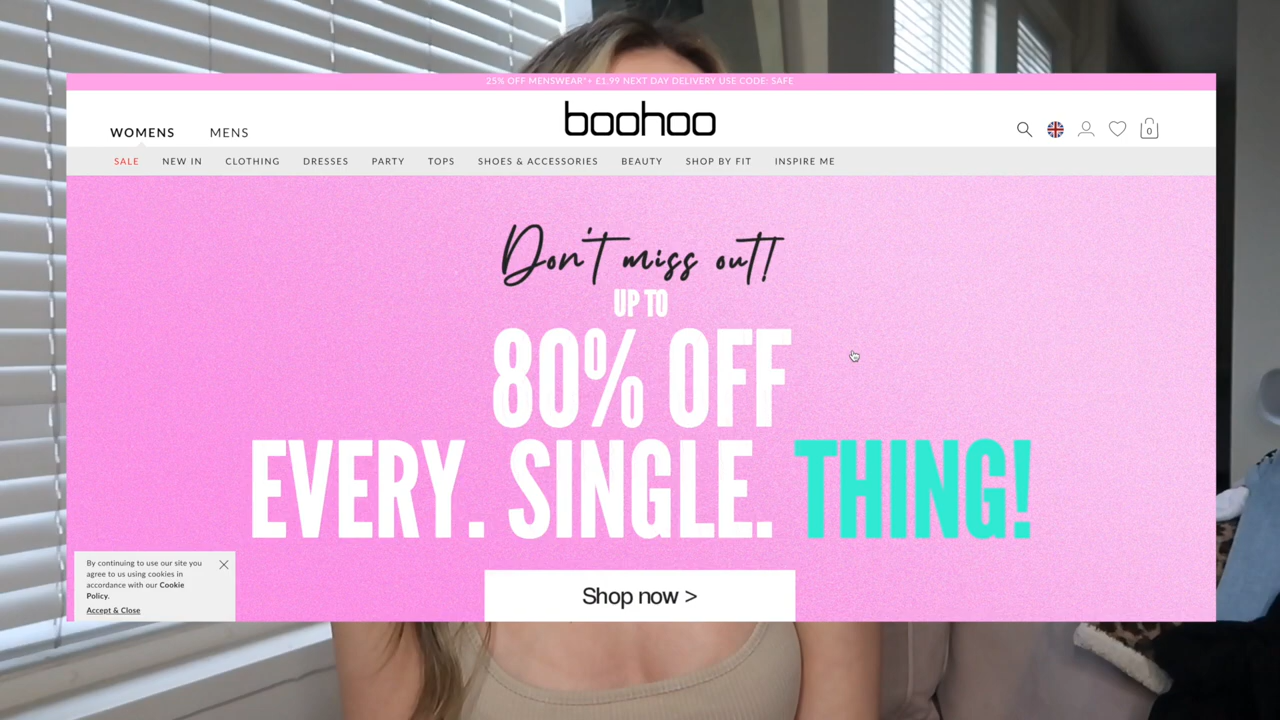 25% OFF MENSWEAR*+ £1.99 NEXT DAY DELIVERY USE CODE: SAFE
boohoo
WOMENS MENS
0
SALE NEW IN CLOTHING DRESSES PARTY TOPS SHOES & ACCESSORIES BEAUTY SHOP BY FIT INSPIRE ME
Don't miss out!
UP TO
80% OFF
EVERY. SINGLE. THING!
By continuing to use our site you
agree to us using cookies in
accordance with our Cookie
Policy.
Accept & Close
Shop now >